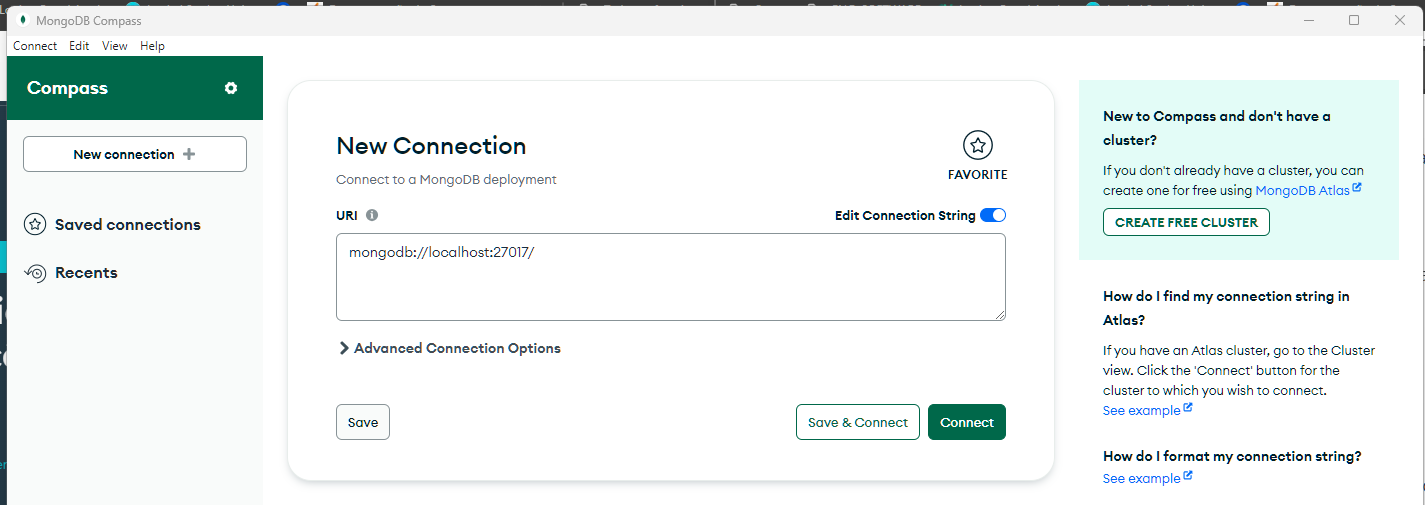 MongoDB Compass
Connect Edit View Help
Compass
New connection
Saved connections
Recents
New Connection
Connect to a MongoDB deployment
FAVORITE
URI
Edit Connection String
mongodb://localhost:27017/
Advanced Connection Options
Save
Save & Connect
Connect
New to Compass and don't have a
cluster?
If you don't already have a cluster, you can
create one for free using MongoDB Atlas
CREATE FREE CLUSTER
How do I find my connection string in
Atlas?
If you have an Atlas cluster, go to the Cluster
view. Click the 'Connect' button for the
cluster to which you wish to connect.
See example
How do I format my connection string?
See example